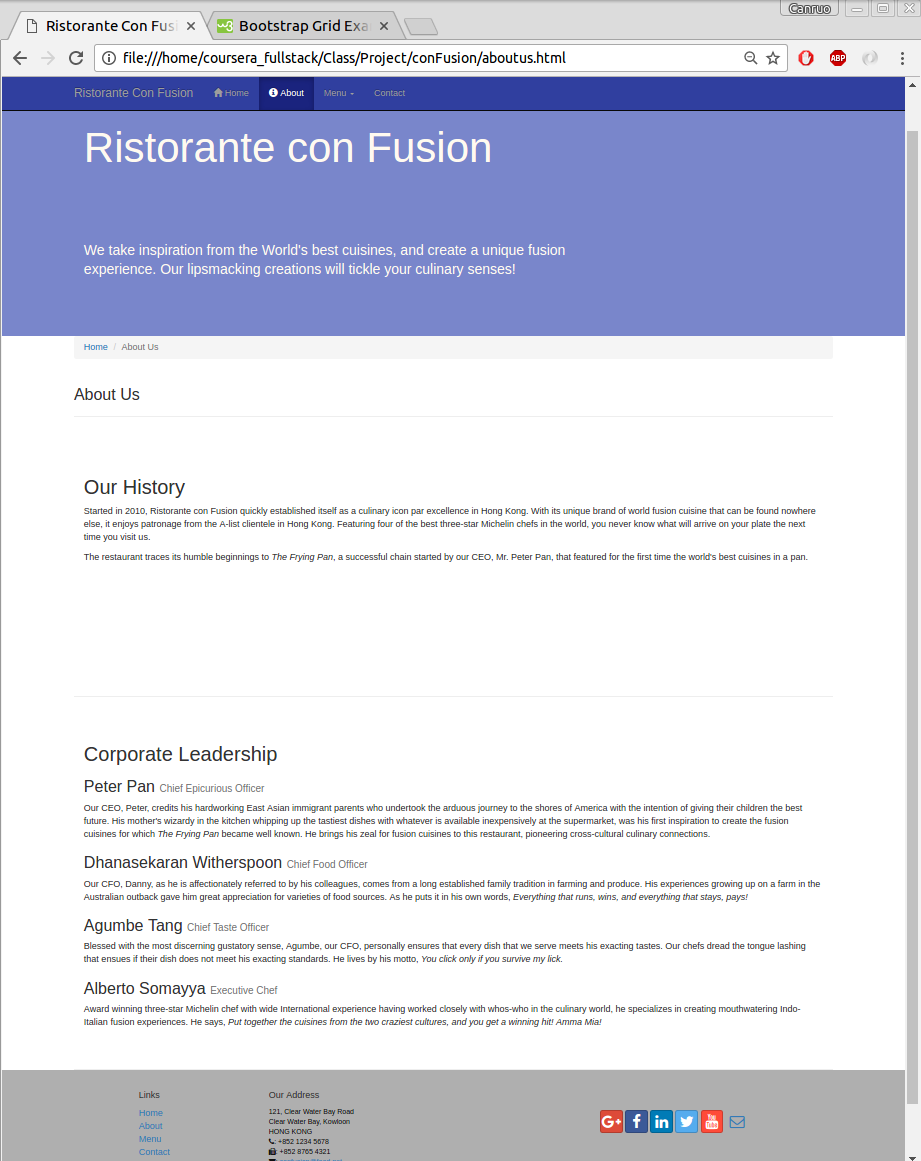 Canruo
Ristorante Con Fusi
Bootstrap Grid Exa
file:///home/coursera_fullstack/Class/Project/conFusion/aboutus.html
ABP
Ristorante Con Fusion Home About Menu Contact
Ristorante con Fusion
We take inspiration from the World's best cuisines, and create a unique fusion
experience. Our lipsmacking creations will tickle your culinary senses!
Home / About Us
About Us
Our History
Started in 2010, Ristorante con Fusion quickly established itself as a culinary icon par excellence in Hong Kong. With its unique brand of world fusion cuisine that can be found nowhere
else, it enjoys patronage from the A-list clientele in Hong Kong. Featuring four of the best three-star Michelin chefs in the world, you never know what will arrive on your plate the next
time you visit us.
The restaurant traces its humble beginnings to The Frying Pan, a successful chain started by our CEO, Mr. Peter Pan, that featured for the first time the world's best cuisines in a pan.
Corporate Leadership
Peter Pan Chief Epicurious Officer
Our CEO, Peter, credits his hardworking East Asian immigrant parents who undertook the arduous journey to the shores of America with the intention of giving their children the best
future. His mother's wizardy in the kitchen whipping up the tastiest dishes with whatever is available inexpensively at the supermarket, was his first inspiration to create the fusion
cuisines for which The Frying Pan became well known. He brings his zeal for fusion cuisines to this restaurant, pioneering cross-cultural culinary connections.
Dhanasekaran Witherspoon Chief Food Officer
Our CFO, Danny, as he is affectionately referred to by his colleagues, comes from a long established family tradition in farming and produce. His experiences growing up on a farm in the
Australian outback gave him great appreciation for varieties of food sources. As he puts it in his own words, Everything that runs, wins, and everything that stays, pays!
Agumbe Tang Chief Taste Officer
Blessed with the most discerning gustatory sense, Agumbe, our CFO, personally ensures that every dish that we serve meets his exacting tastes. Our chefs dread the tongue lashing
that ensues if their dish does not meet his exacting standards. He lives by his motto, You click only if you survive my lick.
Alberto Somayya Executive Chef
Award winning three-star Michelin chef with wide International experience having worked closely with whos-who in the culinary world, he specializes in creating mouthwatering Indo-
Italian fusion experiences. He says, Put together the cuisines from the two craziest cultures, and you get a winning hit! Amma Mia!
Links
Home
About
Menu
Contact
Our Address
121, Clear Water Bay Road
Clear Water Bay, Kowloon
HONG KONG
: +852 1234 5678
: +852 8765 4321
G+ f in You Tube